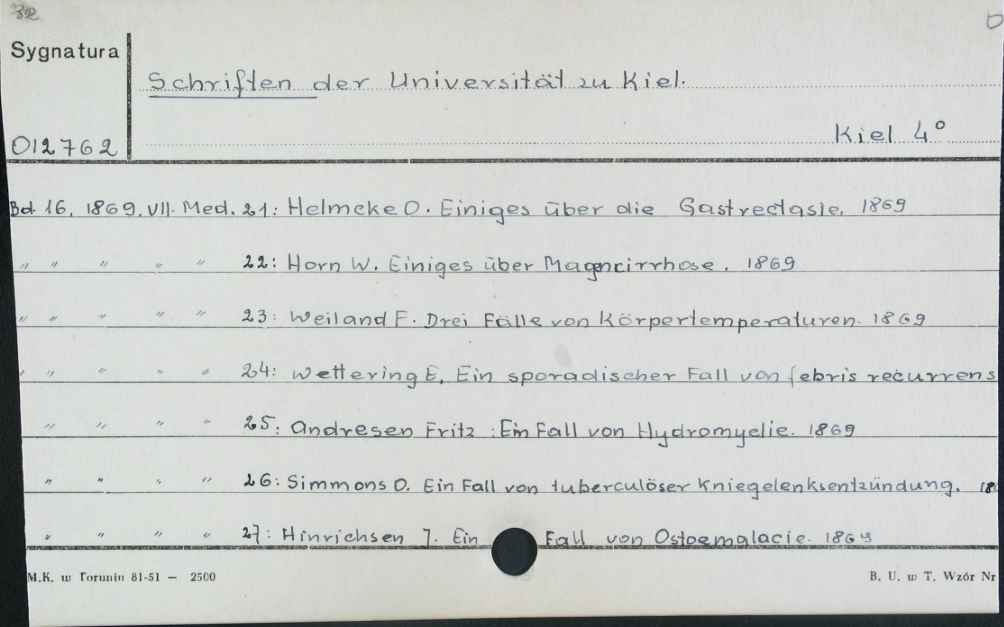 Sygnatura
Schriften der Universität zu Kiel.
012762 Kiel 4°
Bd 16, 1869. VII. Med. 21: Helmcke O. Einiges über die Gastrectasie. 1869
" " " " " 22: Horn W. Einiges über Magencirrhose. 1869
" " " " " 23: Weiland F. Drei Fälle von Körpertemperaturen. 1869
" " " " " 24: Wettering E. Ein sporadischer Fall von febris recurrens
" " " " 25: Andresen Fritz: Ein Fall von Hydromyelie. 1869
" " " " 26: Simmons O. Ein Fall von tuberculöser Kniegelenksentzündung. 18
" " " " 27: Hinrichsen J. Ein Fall von Ostoemalacie. 1869
M.K. w Toruniu 81-51 — 2500 B. U. w T. Wzór Nr